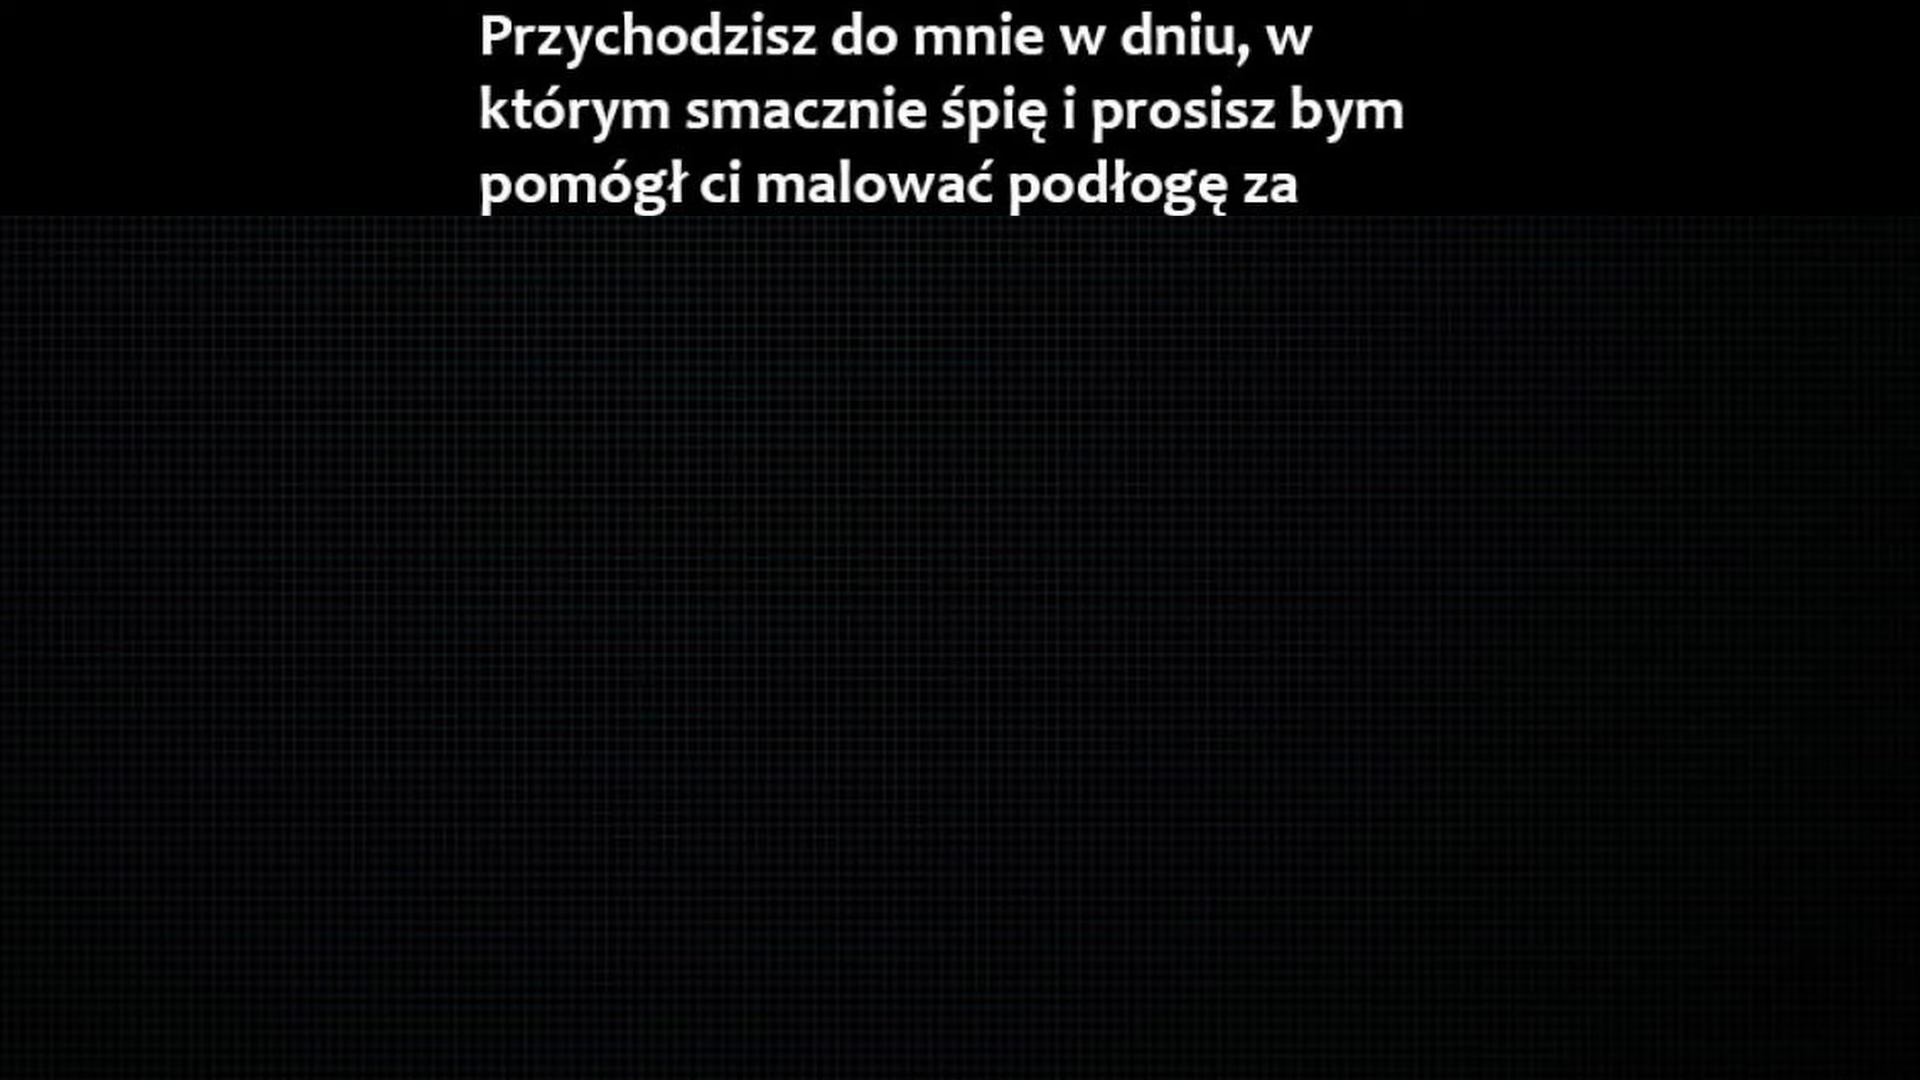 Przychodzisz do mnie w dniu, w
którym smacznie śpię i prosisz bym
pomógł ci malować podłogę za